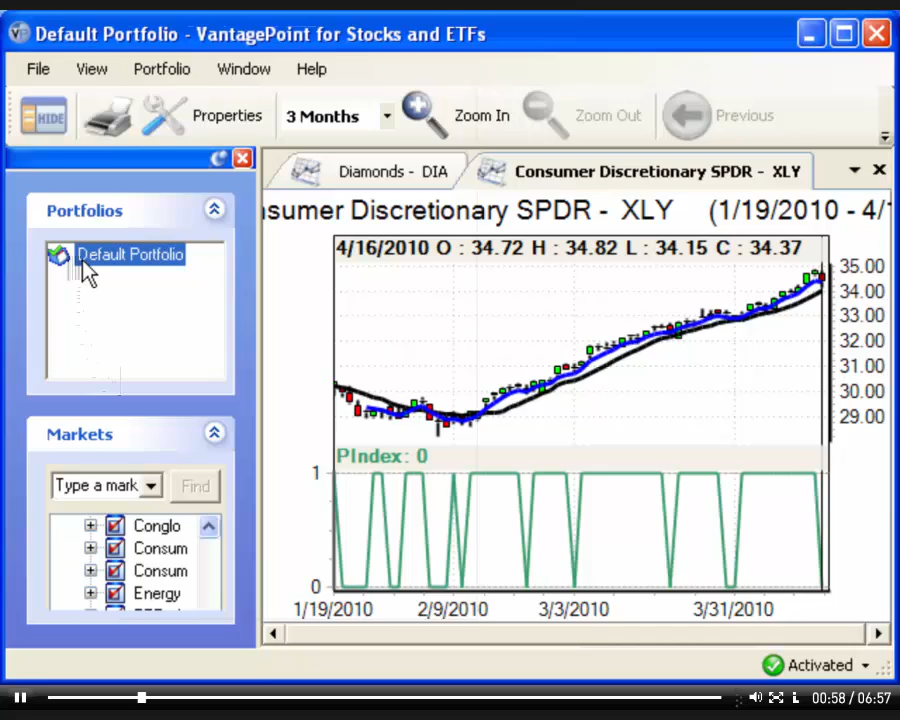 Default Portfolio - VantagePoint for Stocks and ETFs
File View Portfolio Window Help
HIDE Properties 3 Months Zoom In Zoom Out Previous
Diamonds - DIA Consumer Discretionary SPDR - XLY
Portfolios
Default Portfolio
Markets
Type a mark Find
Conglo
Consum
Consum
Energy
sumer Discretionary SPDR - XLY (1/19/2010 - 4/1
4/16/2010 O : 34.72 H : 34.82 L : 34.15 C : 34.37
35.00
34.00
33.00
32.00
31.00
30.00
29.00
PIndex: 0
1
0
1/19/2010 2/9/2010 3/3/2010 3/31/2010
Activated
00:58 / 06:57